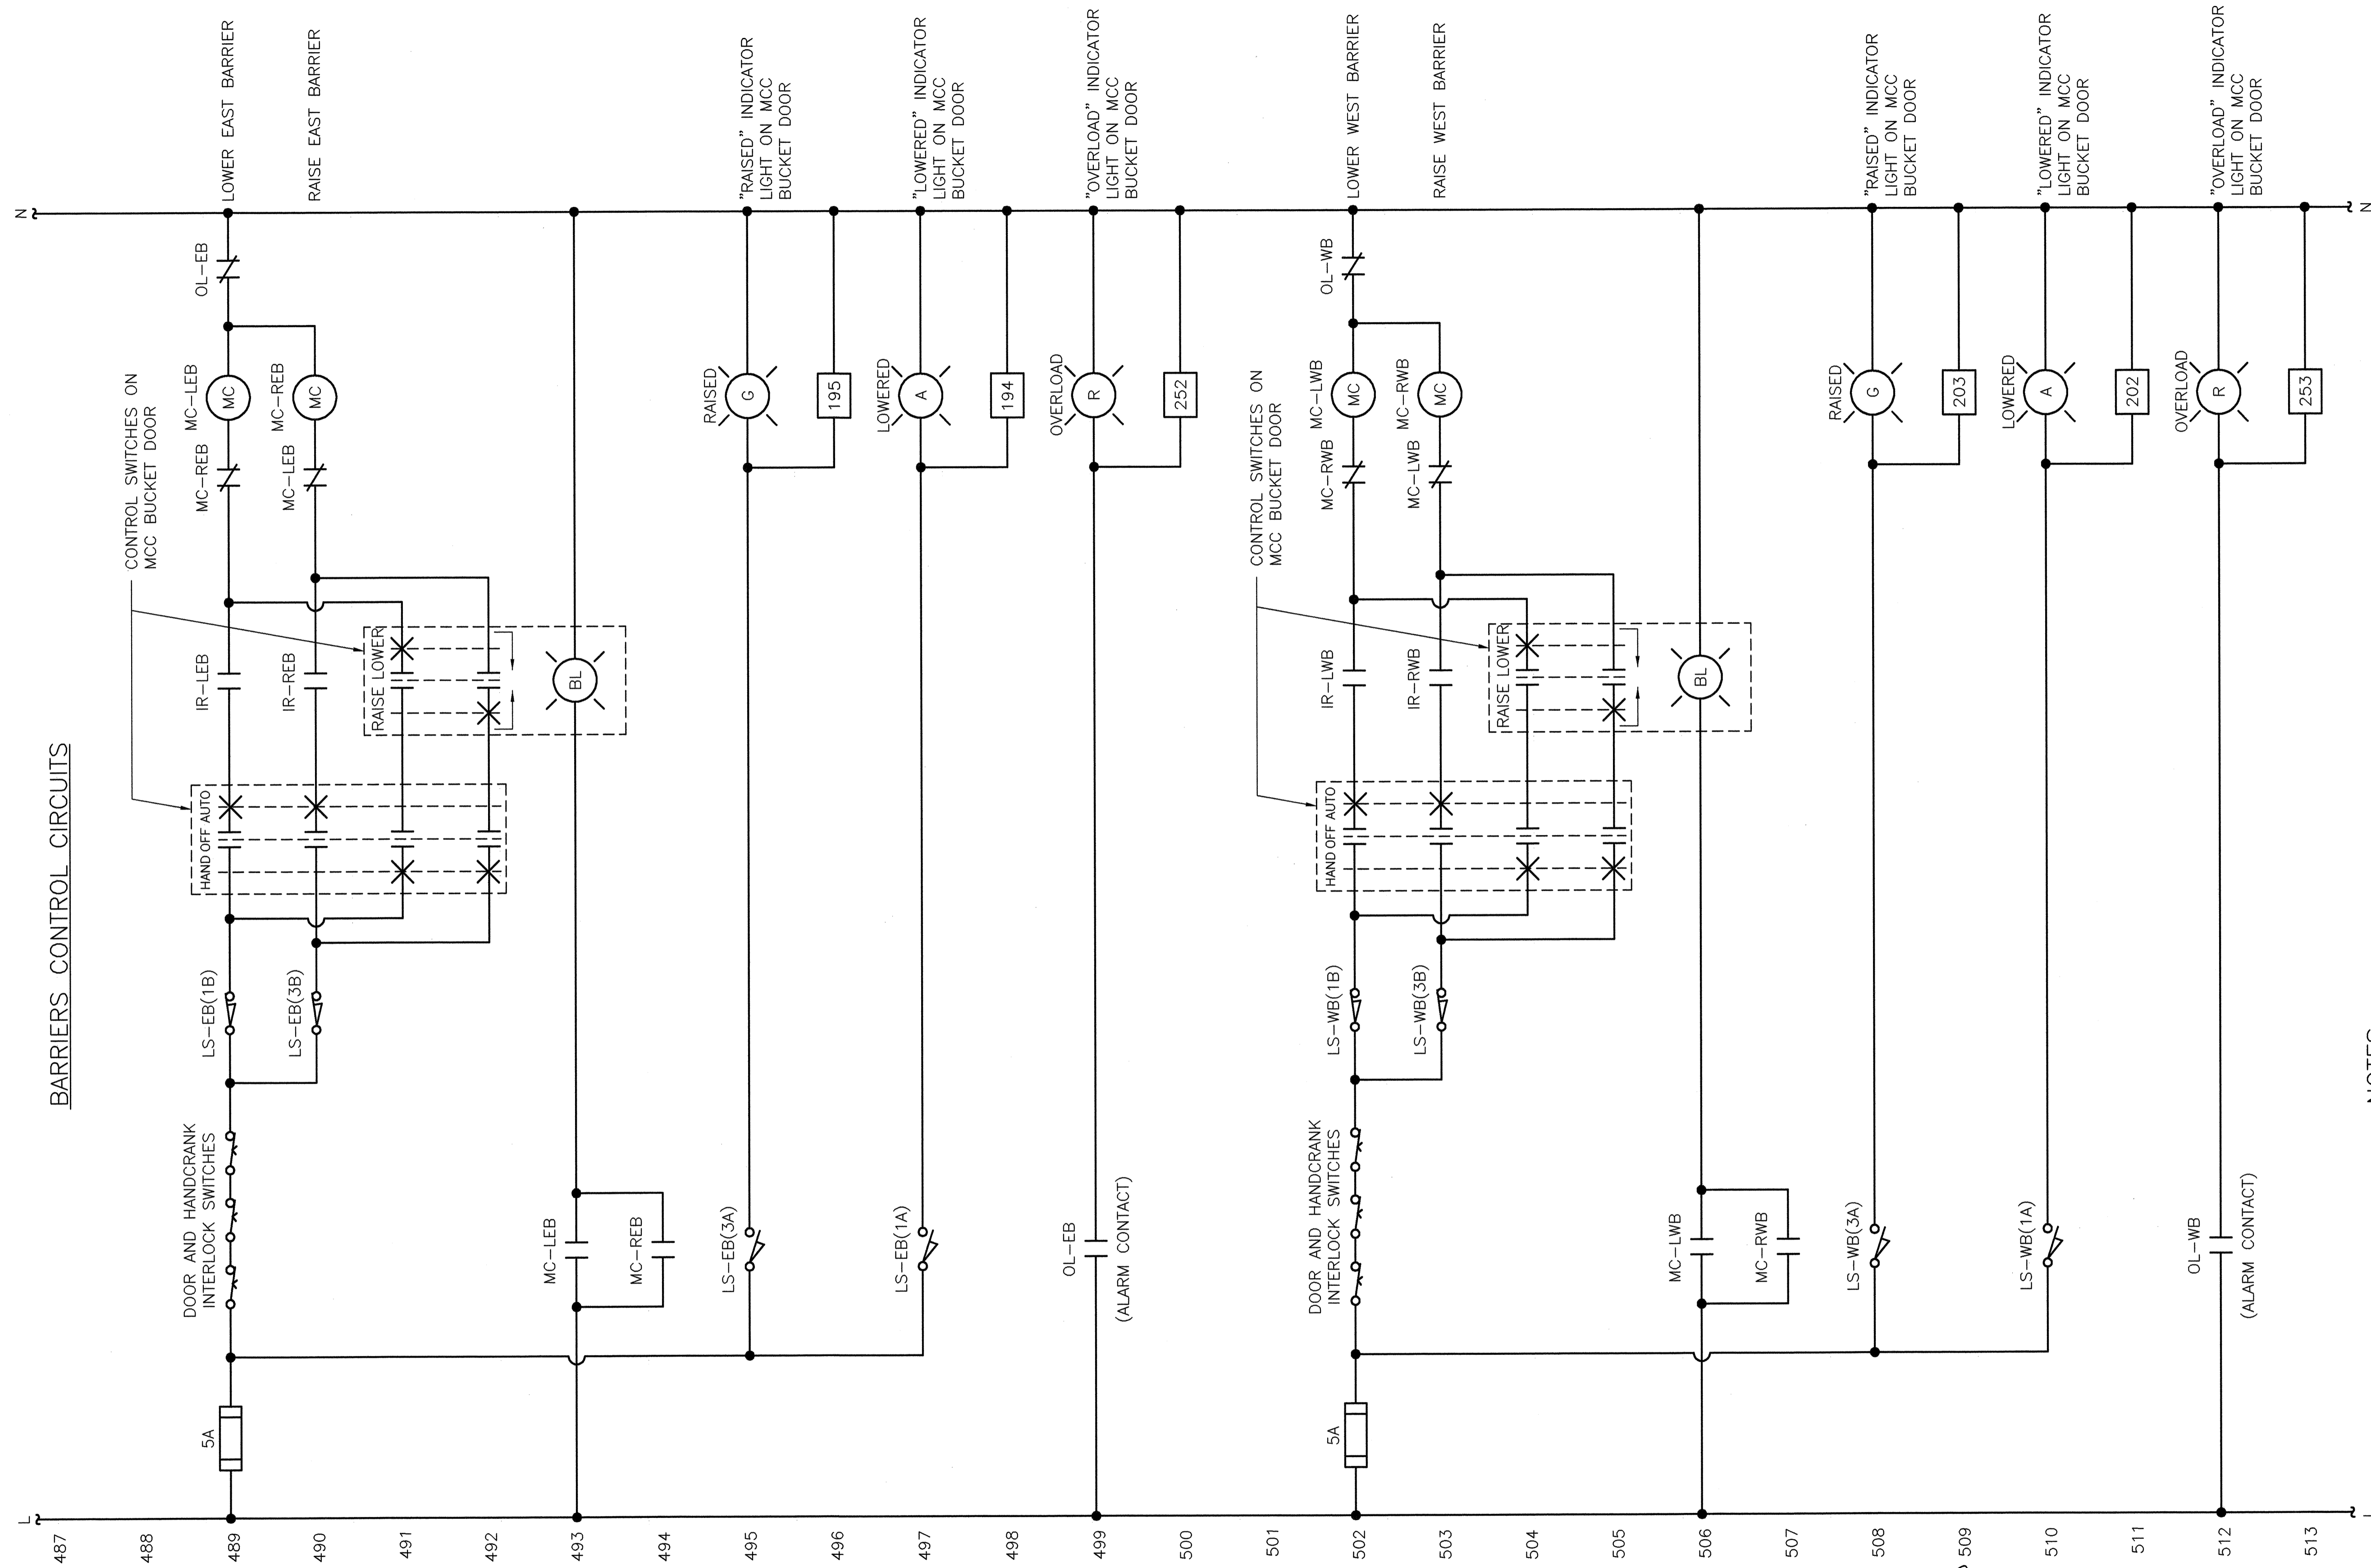 BARRIERS CONTROL CIRCUITS
L
N
487
488
CONTROL SWITCHES ON
MCC BUCKET DOOR
489
5A
DOOR AND HANDCRANK
INTERLOCK SWITCHES
LS-EB(1B)
HAND OFF AUTO
IR-LEB
MC-REB
MC-LEB
MC
OL-EB
LOWER EAST BARRIER
490
LS-EB(3B)
IR-REB
MC-LEB
MC-REB
MC
RAISE EAST BARRIER
491
RAISE LOWER
492
493
MC-LEB
BL
494
MC-REB
495
LS-EB(3A)
RAISED
G
"RAISED" INDICATOR
LIGHT ON MCC
BUCKET DOOR
496
195
497
LS-EB(1A)
LOWERED
A
"LOWERED" INDICATOR
LIGHT ON MCC
BUCKET DOOR
498
194
499
OL-EB
(ALARM CONTACT)
OVERLOAD
R
"OVERLOAD" INDICATOR
LIGHT ON MCC
BUCKET DOOR
500
252
501
CONTROL SWITCHES ON
MCC BUCKET DOOR
502
5A
DOOR AND HANDCRANK
INTERLOCK SWITCHES
LS-WB(1B)
HAND OFF AUTO
IR-LWB
MC-RWB
MC-LWB
MC
OL-WB
LOWER WEST BARRIER
503
LS-WB(3B)
IR-RWB
MC-LWB
MC-RWB
MC
RAISE WEST BARRIER
504
RAISE LOWER
505
506
MC-LWB
BL
507
MC-RWB
508
LS-WB(3A)
RAISED
G
"RAISED" INDICATOR
LIGHT ON MCC
BUCKET DOOR
509
203
510
LS-WB(1A)
LOWERED
A
"LOWERED" INDICATOR
LIGHT ON MCC
BUCKET DOOR
511
202
512
OL-WB
(ALARM CONTACT)
OVERLOAD
R
"OVERLOAD" INDICATOR
LIGHT ON MCC
BUCKET DOOR
513
253
L
N